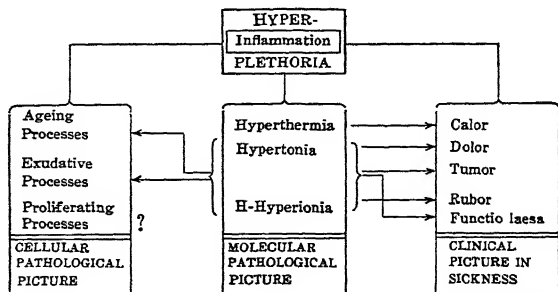 HYPER-
Inflammation
PLETHORIA
Ageing
Processes
Exudative
Processes
Proliferating
Processes ?
CELLULAR
PATHOLOGICAL
PICTURE
Hyperthermia
Hypertonia
H-Hyperionia
MOLECULAR
PATHOLOGICAL
PICTURE
Calor
Dolor
Tumor
Rubor
Functio laesa
CLINICAL
PICTURE IN
SICKNESS